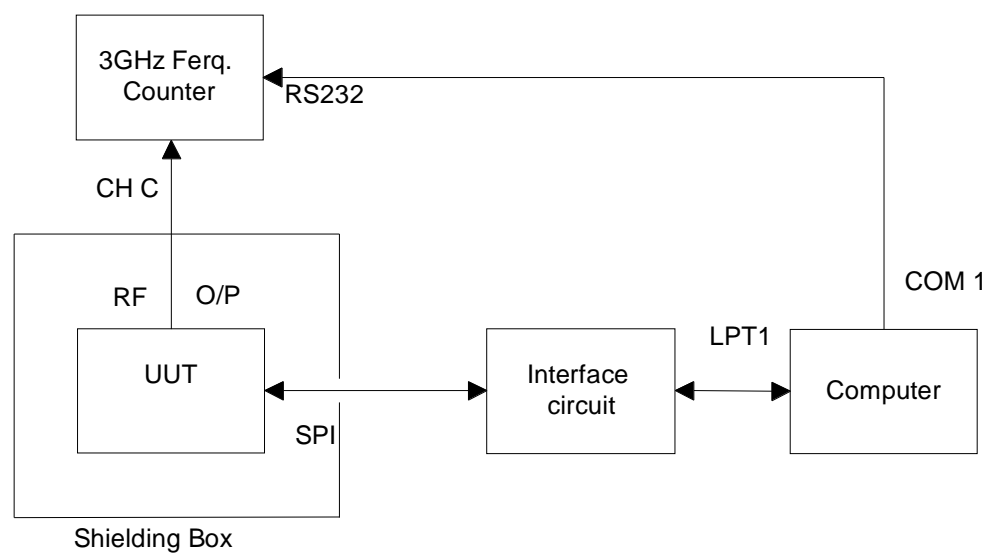 3GHz Ferq.
Counter
RS232
CH C
RF O/P
COM 1
LPT1
UUT
Interface
circuit
Computer
SPI
Shielding Box